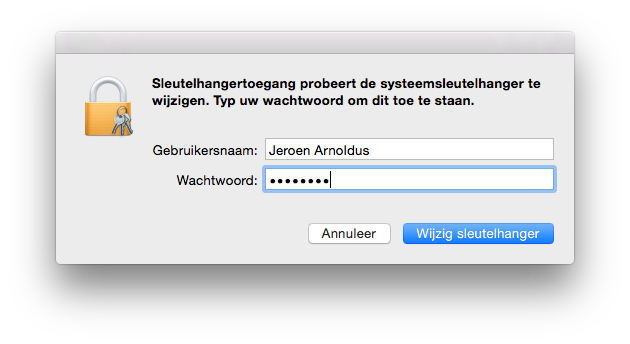 Sleutelhangertoegang probeert de systeemsleutelhanger te
wijzigen. Typ uw wachtwoord om dit toe te staan.
Gebruikersnaam: Jeroen Arnoldus
Wachtwoord: ••••••••
Annuleer Wijzig sleutelhanger